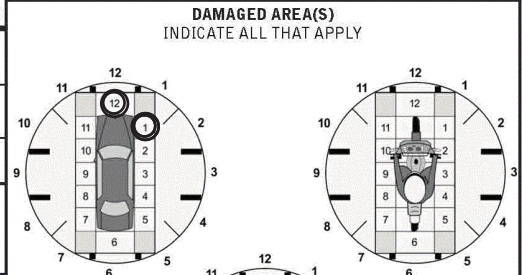 DAMAGED AREA(S)
INDICATE ALL THAT APPLY
12 12
11 1 11 1
12 12
10 11 1 2 10 11 1 2
10 2 10 2
9 9 3 3 9 9 3 3
8 4 8 4
8 7 5 4 8 7 5 4
6 6
7 5 7 5
6 12 6
11 1